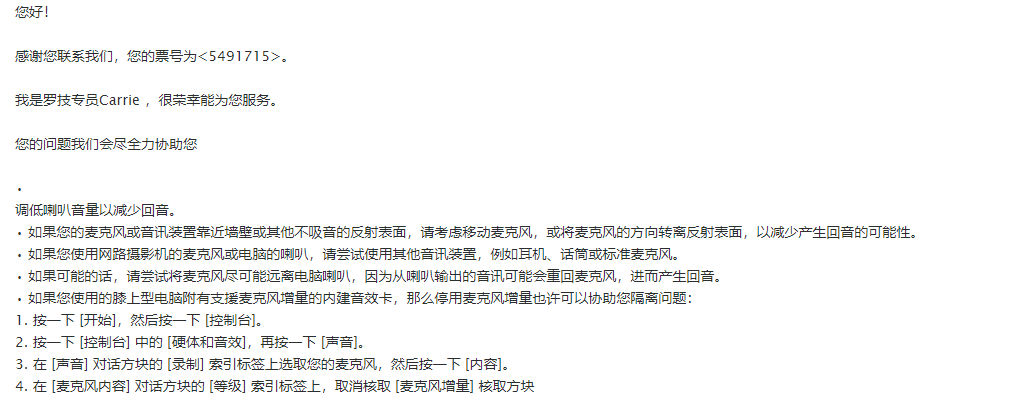 您好!
感谢您联系我们，您的票号为<5491715>。
我是罗技专员Carrie ，很荣幸能为您服务。
您的问题我们会尽全力协助您
•
调低喇叭音量以减少回音。
• 如果您的麦克风或音讯装置靠近墙壁或其他不吸音的反射表面，请考虑移动麦克风，或将麦克风的方向转离反射表面，以减少产生回音的可能性。
• 如果您使用网路摄影机的麦克风或电脑的喇叭，请尝试使用其他音讯装置，例如耳机、话筒或标准麦克风。
• 如果可能的话，请尝试将麦克风尽可能远离电脑喇叭，因为从喇叭输出的音讯可能会重回麦克风，进而产生回音。
• 如果您使用的膝上型电脑附有支援麦克风增量的内建音效卡，那么停用麦克风增量也许可以协助您隔离问题：
1. 按一下 [开始]，然后按一下 [控制台]。
2. 按一下 [控制台] 中的 [硬体和音效]，再按一下 [声音]。
3. 在 [声音] 对话方块的 [录制] 索引标签上选取您的麦克风，然后按一下 [内容]。
4. 在 [麦克风内容] 对话方块的 [等级] 索引标签上，取消核取 [麦克风增量] 核取方块